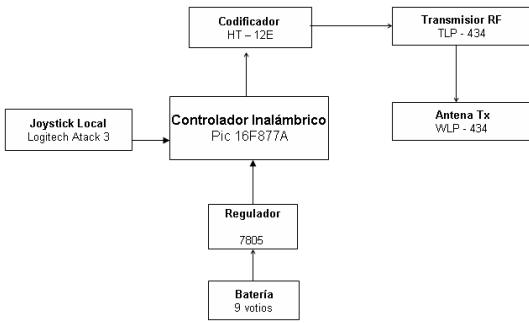 Codificador
HT – 12E
Transmisior RF
TLP - 434
Joystick Local
Logitech Atack 3
Controlador Inalámbrico
Pic 16F877A
Antena Tx
WLP - 434
Regulador
7805
Batería
9 votios